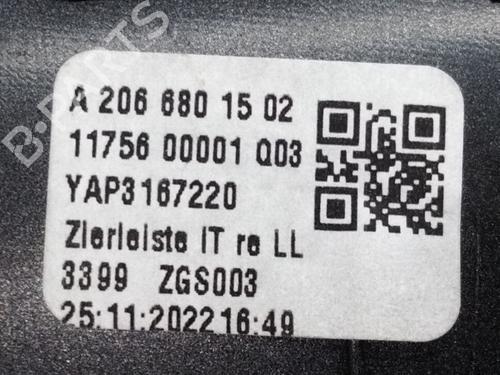 B-PARTS
A 206 680 15 02
11756 00001 Q03
YAP3167220
Zierleiste IT re LL
3399 ZGS003
25:11:2022 16:49